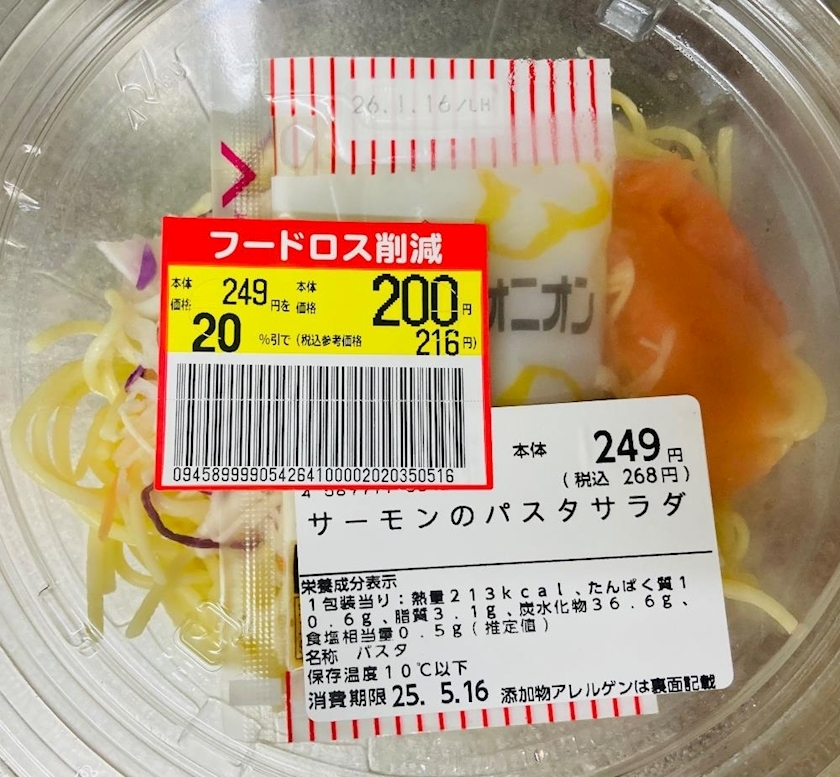 26.1.16/LH
フードロス削減
本体価格 249円を 本体価格 200円
20%引で(税込参考価格 216円)
オニオン
0945899990542641000020203505​16
本体 249円
(税込 268円)
サーモンのパスタサラダ
栄養成分表示
1包装当り:熱量213kcal、たんぱく質1
0.6g、脂質3.1g、炭水化物36.6g、
食塩相当量0.5g(推定値)
名称 パスタ
保存温度10℃以下
消費期限25. 5.16 添加物アレルゲンは裏面記載